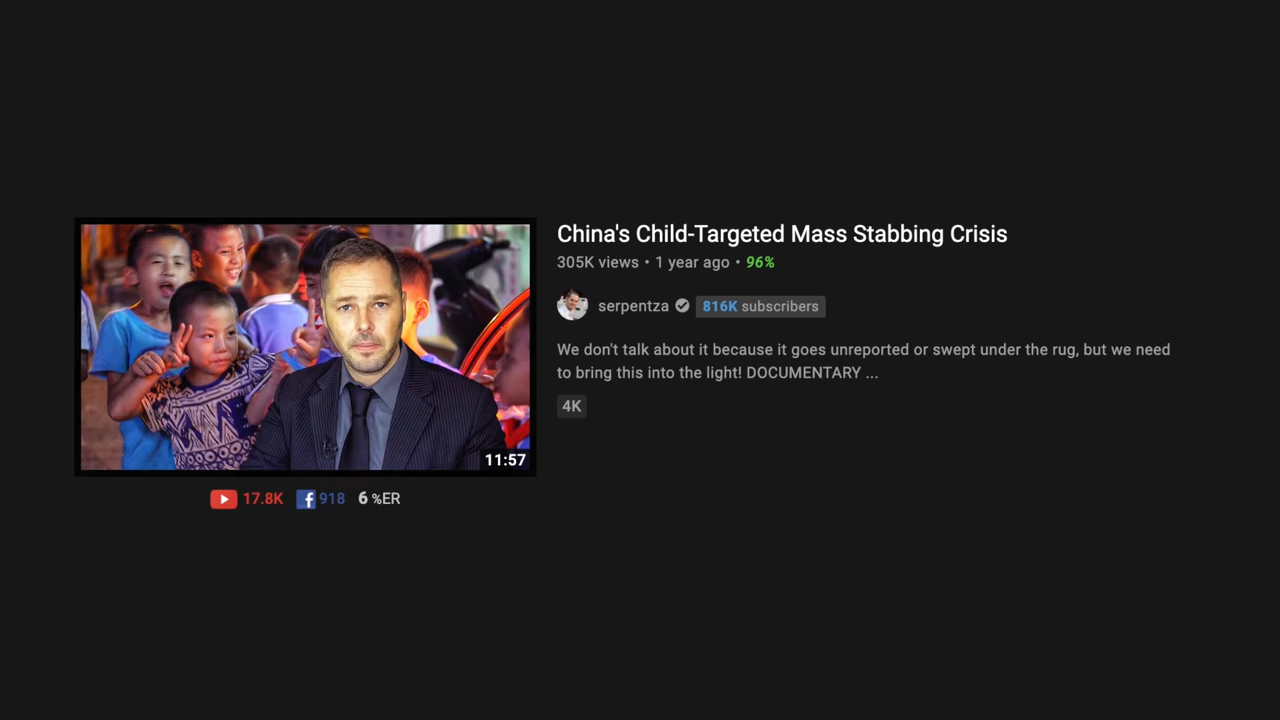 China's Child-Targeted Mass Stabbing Crisis
305K views • 1 year ago • 96%
serpentza 816K subscribers
We don't talk about it because it goes unreported or swept under the rug, but we need
to bring this into the light! DOCUMENTARY ...
4K
11:57
17.8K f 918 6 %ER